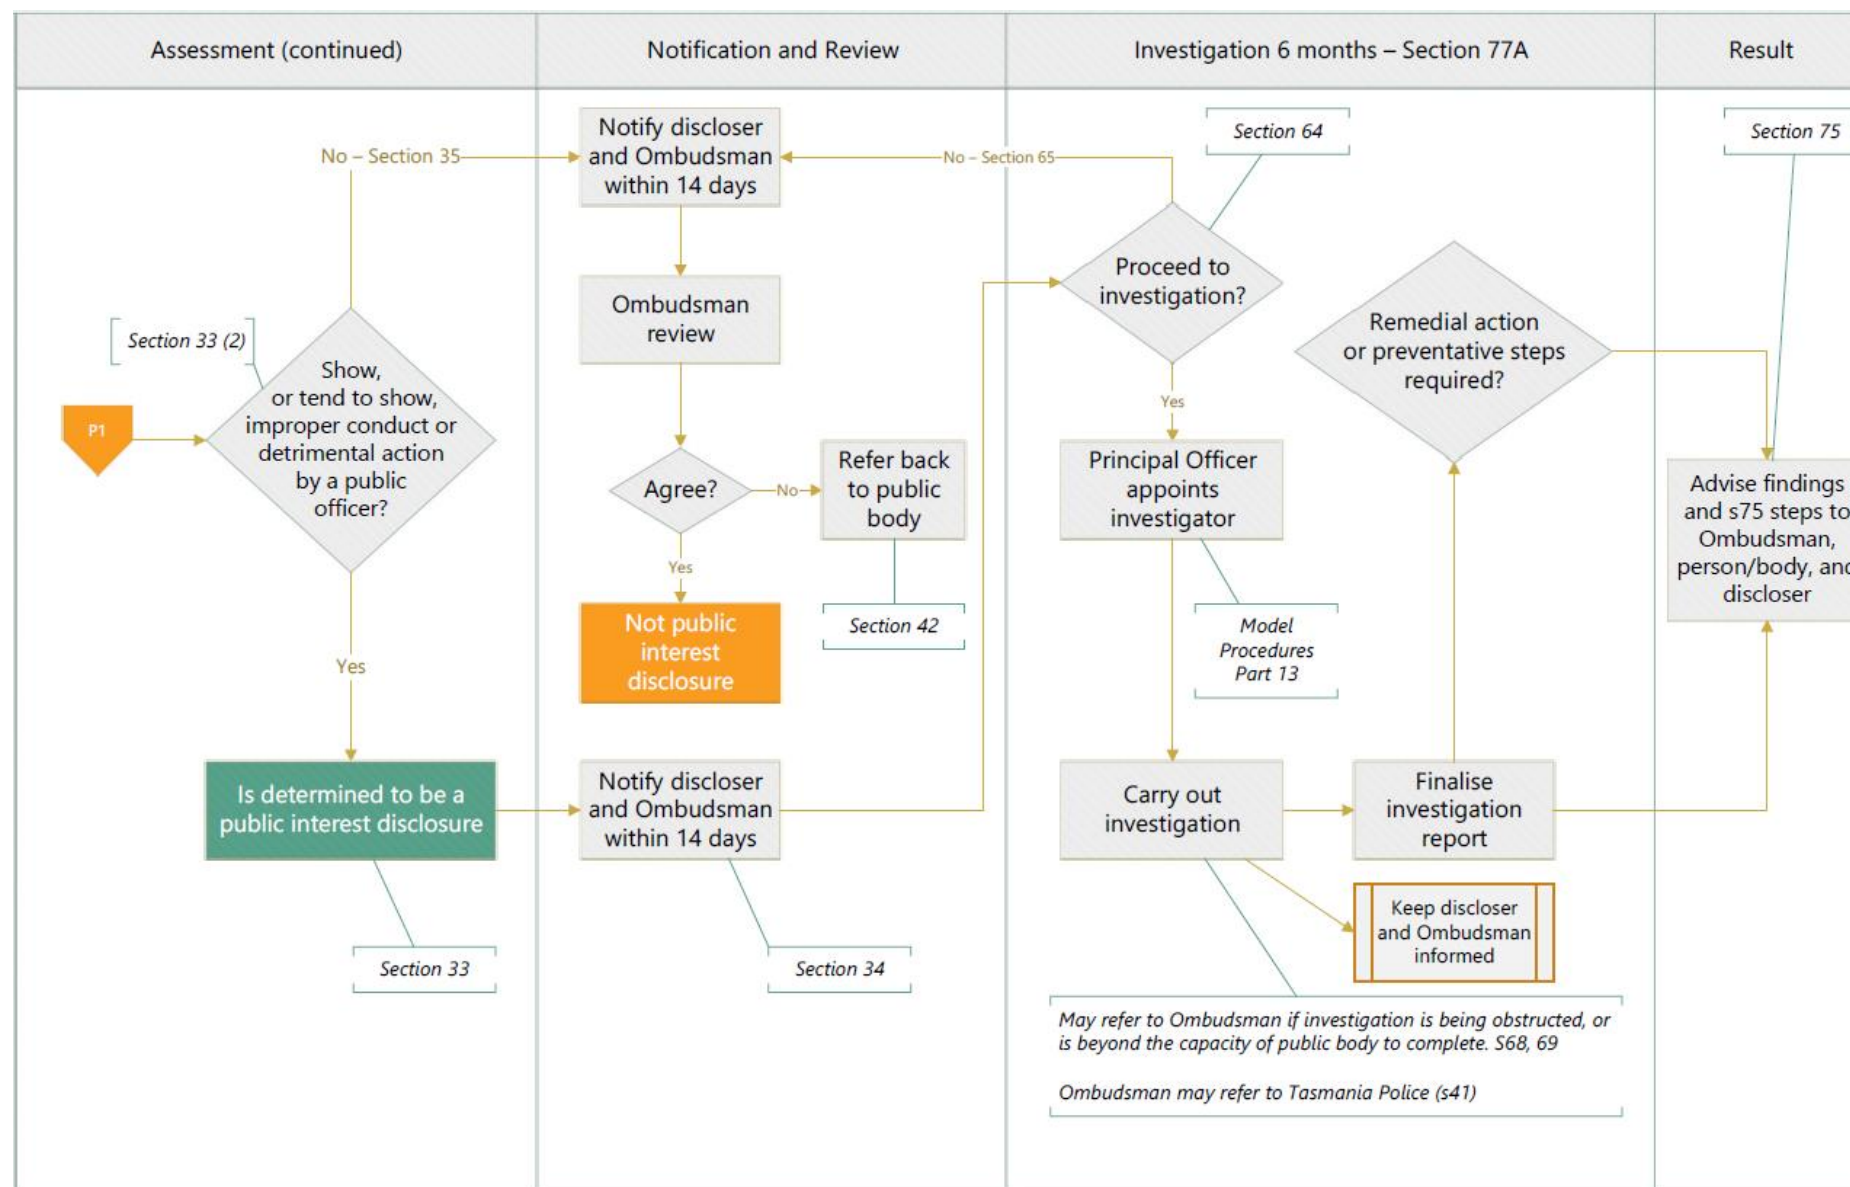 Assessment (continued)
Notification and Review
Investigation 6 months – Section 77A
Result
No – Section 35
Section 33 (2)
P1
Show,
or tend to show,
improper conduct or
detrimental action
by a public
officer?
Yes
Is determined to be a
public interest disclosure
Section 33
Notify discloser
and Ombudsman
within 14 days
Ombudsman
review
Agree?
No
Refer back
to public
body
Section 42
Yes
Not public
interest
disclosure
Notify discloser
and Ombudsman
within 14 days
Section 34
No – Section 65
Section 64
Proceed to
investigation?
Yes
Principal Officer
appoints
investigator
Model
Procedures
Part 13
Carry out
investigation
Remedial action
or preventative steps
required?
Finalise
investigation
report
Keep discloser
and Ombudsman
informed
May refer to Ombudsman if investigation is being obstructed, or
is beyond the capacity of public body to complete. S68, 69
Ombudsman may refer to Tasmania Police (s41)
Section 75
Advise findings
and s75 steps to
Ombudsman,
person/body, and
discloser